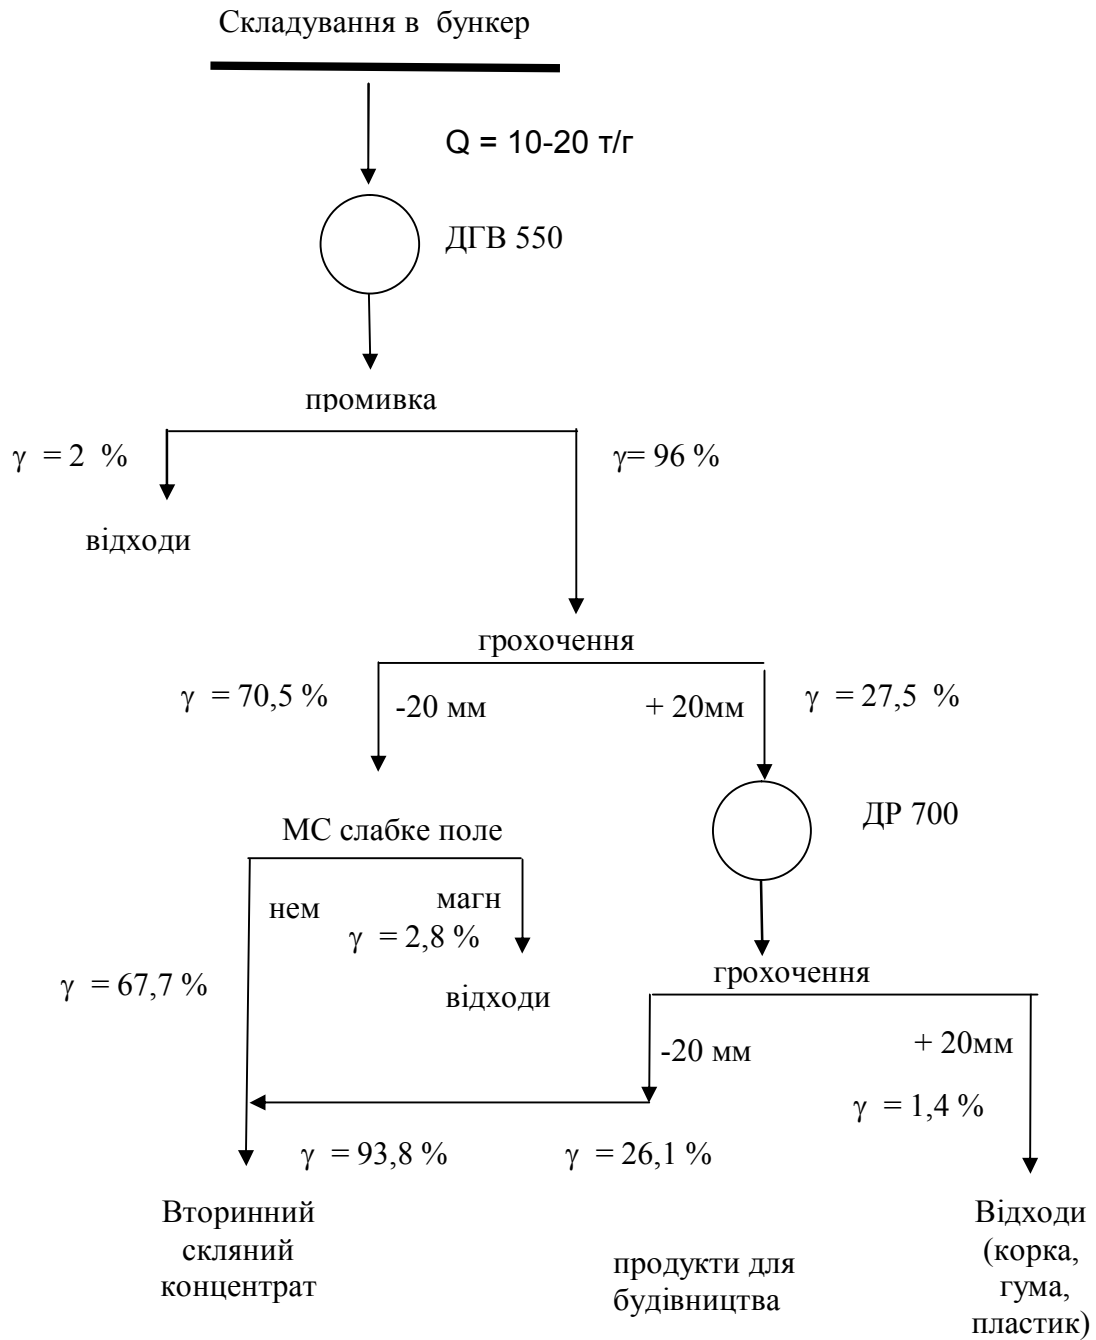 Складування в бункер
Q = 10-20 т/г
ДГВ 550
промивка
γ = 2 %
γ= 96 %
відходи
грохочення
γ = 70,5 %
-20 мм
+ 20мм
γ = 27,5 %
ДР 700
МС слабке поле
нем
магн
γ = 2,8 %
γ = 67,7 %
відходи
грохочення
-20 мм
+ 20мм
γ = 1,4 %
γ = 93,8 %
γ = 26,1 %
Вторинний
скляний
концентрат
продукти для
будівництва
Відходи
(корка,
гума,
пластик)